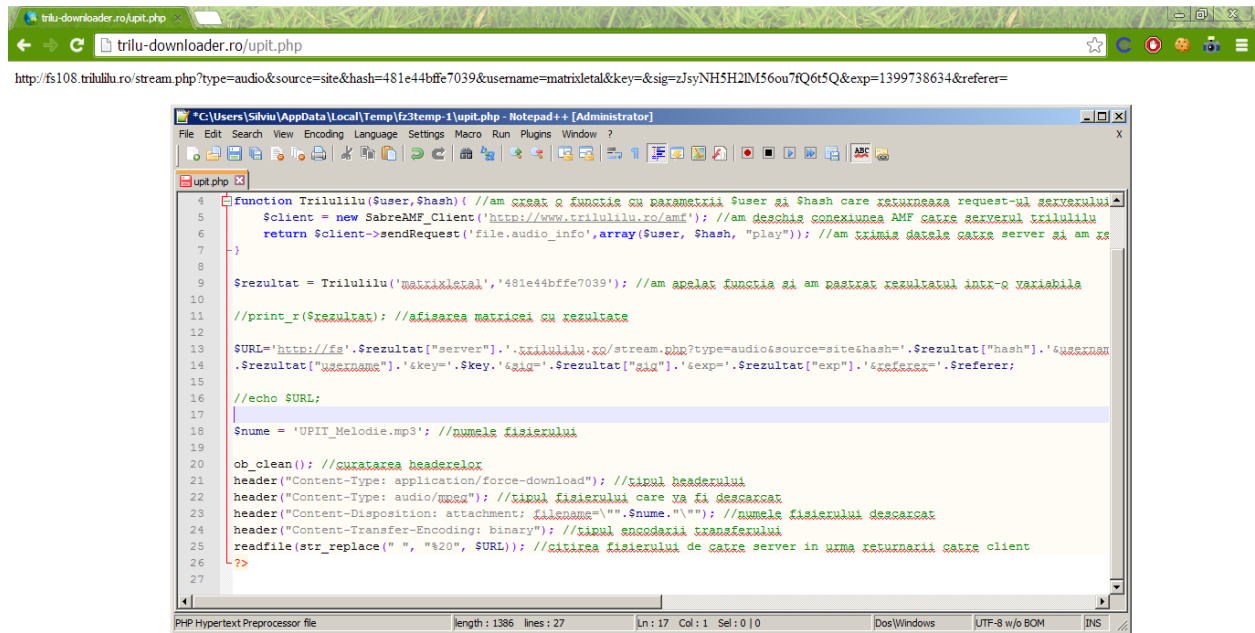 trilu-downloader.ro/upit.php
trilu-downloader.ro/upit.php
http://fs108.trilulilu.ro/stream.php?type=audio&source=site&hash=481e44bffe7039&username=matrixletal&key=&sig=zJsyNH5H2lM56ou7fQ6t5Q&exp=1399738634&referer=
*C:\Users\Silviu\AppData\Local\Temp\fz3temp-1\upit.php - Notepad++ [Administrator]
File Edit Search View Encoding Language Settings Macro Run Plugins Window ? X
upit.php
4 function Trilulilu($user,$hash){ //am creat o functie cu parametrii $user si $hash care returneaza request-ul serverului
5 $client = new SabreAMF_Client('http://www.trilulilu.ro/amf'); //am deschis conexiunea AMF catre serverul trilulilu
6 return $client->sendRequest('file.audio_info',array($user, $hash, "play")); //am trimis datele catre server si am re
7 }
8
9 $rezultat = Trilulilu('matrixletal','481e44bffe7039'); //am apelat functia si am pastrat rezultatul intr-o variabila
10
11 //print_r($rezultat); //afisarea matricei cu rezultate
12
13 $URL='http://fs'.$rezultat["server"].'.trilulilu.ro/stream.php?type=audio&source=site&hash='.$rezultat["hash"].'&usernam
14 .$rezultat["username"].'&key='.$key.'&sig='.$rezultat["sig"].'&exp='.$rezultat["exp"].'&referer='.$referer;
15
16 //echo $URL;
17
18 $nume = 'UPIT_Melodie.mp3'; //numele fisierului
19
20 ob_clean(); //curatarea headerelor
21 header("Content-Type: application/force-download"); //tipul headerului
22 header("Content-Type: audio/mpeg"); //tipul fisierului care va fi descarcat
23 header("Content-Disposition: attachment; filename=\"".$nume."\""); //numele fisierului descarcat
24 header("Content-Transfer-Encoding: binary"); //tipul encodarii transferului
25 readfile(str_replace(" ", "%20", $URL)); //citirea fisierului de catre server in urma returnarii catre client
26 ?>
27
PHP Hypertext Preprocessor file length : 1386 lines : 27 Ln : 17 Col : 1 Sel : 0 | 0 Dos\Windows UTF-8 w/o BOM INS